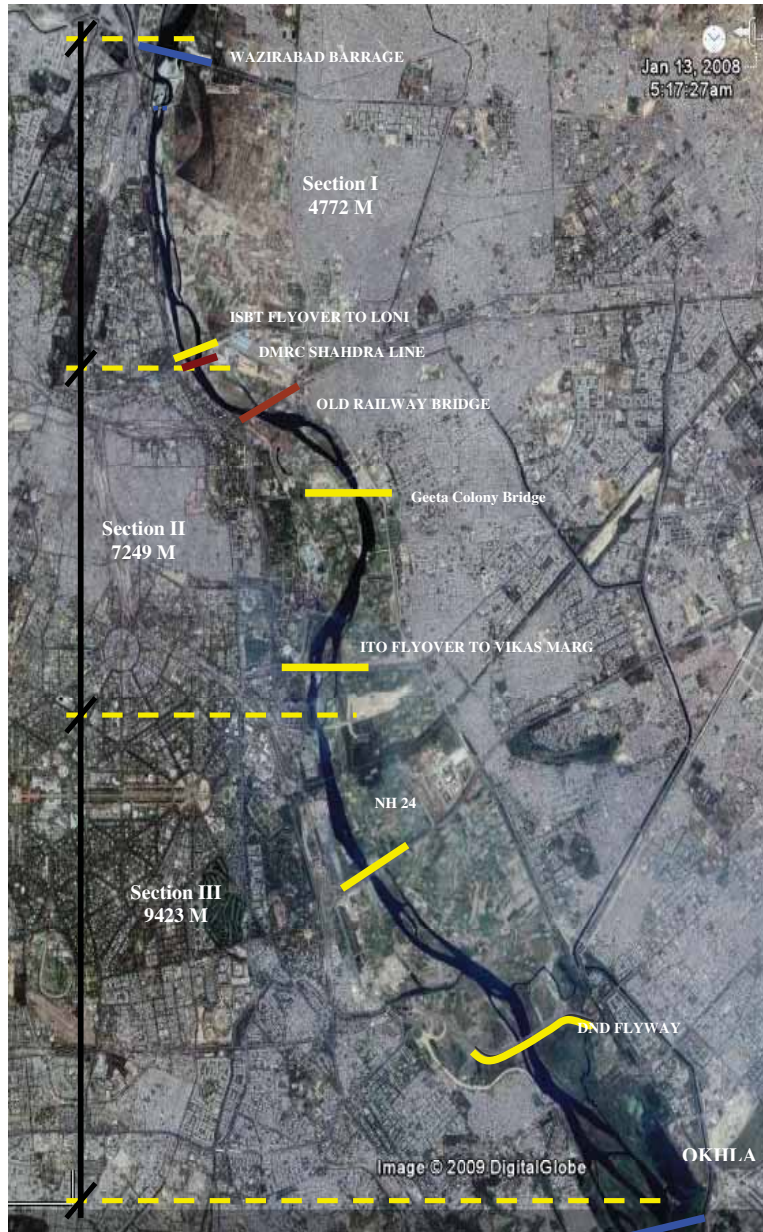 WAZIRABAD BARRAGE
Jan 13, 2008
5:17:27am
Section I
4772 M
ISBT FLYOVER TO LONI
DMRC SHAHDRA LINE
OLD RAILWAY BRIDGE
Geeta Colony Bridge
Section II
7249 M
ITO FLYOVER TO VIKAS MARG
NH 24
Section III
9423 M
DND FLYWAY
OKHLA
Image © 2009 DigitalGlobe